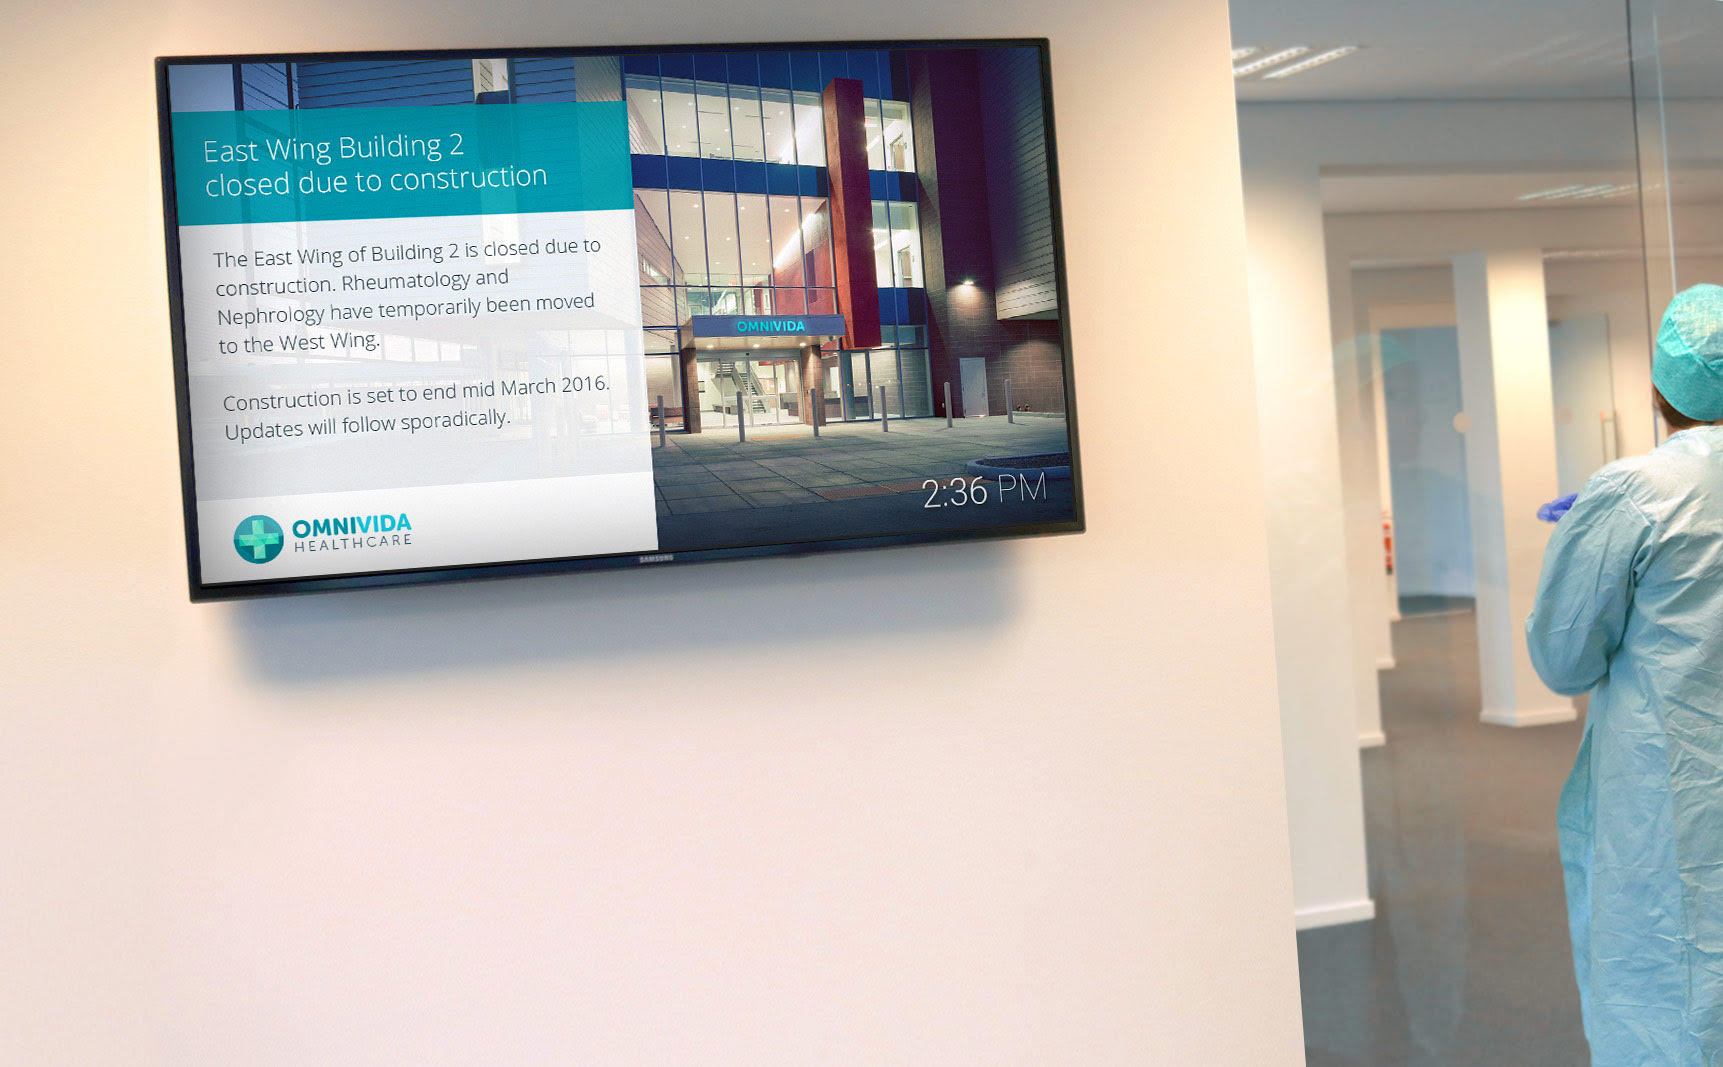 East Wing Building 2
closed due to construction
The East Wing of Building 2 is closed due to
construction. Rheumatology and
Nephrology have temporarily been moved
to the West Wing.
Construction is set to end mid March 2016.
Updates will follow sporadically.
OMNIVIDA
HEALTHCARE
OMNIVIDA
2:36 PM
SAMSUNG